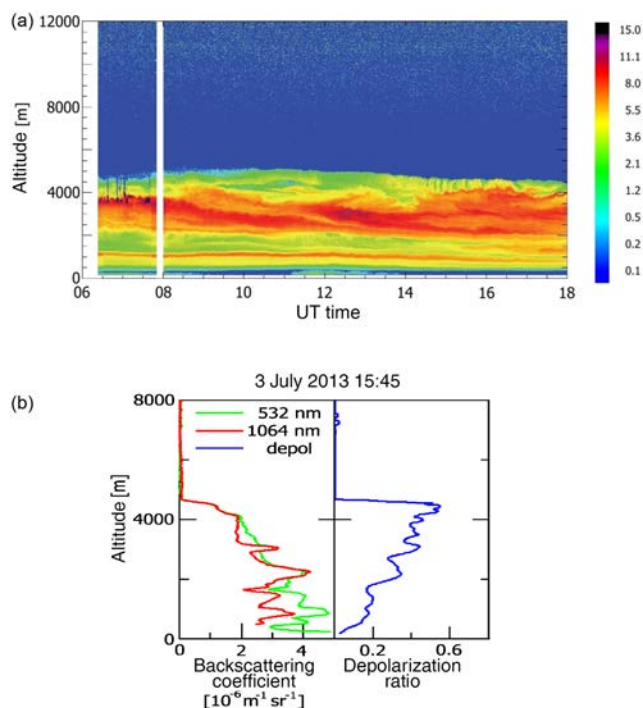 (a)
12000
8000
4000
0
Altitude [m]
06 08 10 12 14 16 18
UT time
15.0
11.1
8.0
5.6
3.6
2.1
1.2
0.5
0.2
0.1
3 July 2013 15:45
(b)
8000
4000
0
Altitude [m]
532 nm
1064 nm
depol
0 2 4
0.2 0.6
Backscattering
coefficient
[10⁻⁶ m⁻¹ sr⁻¹]
Depolarization
ratio